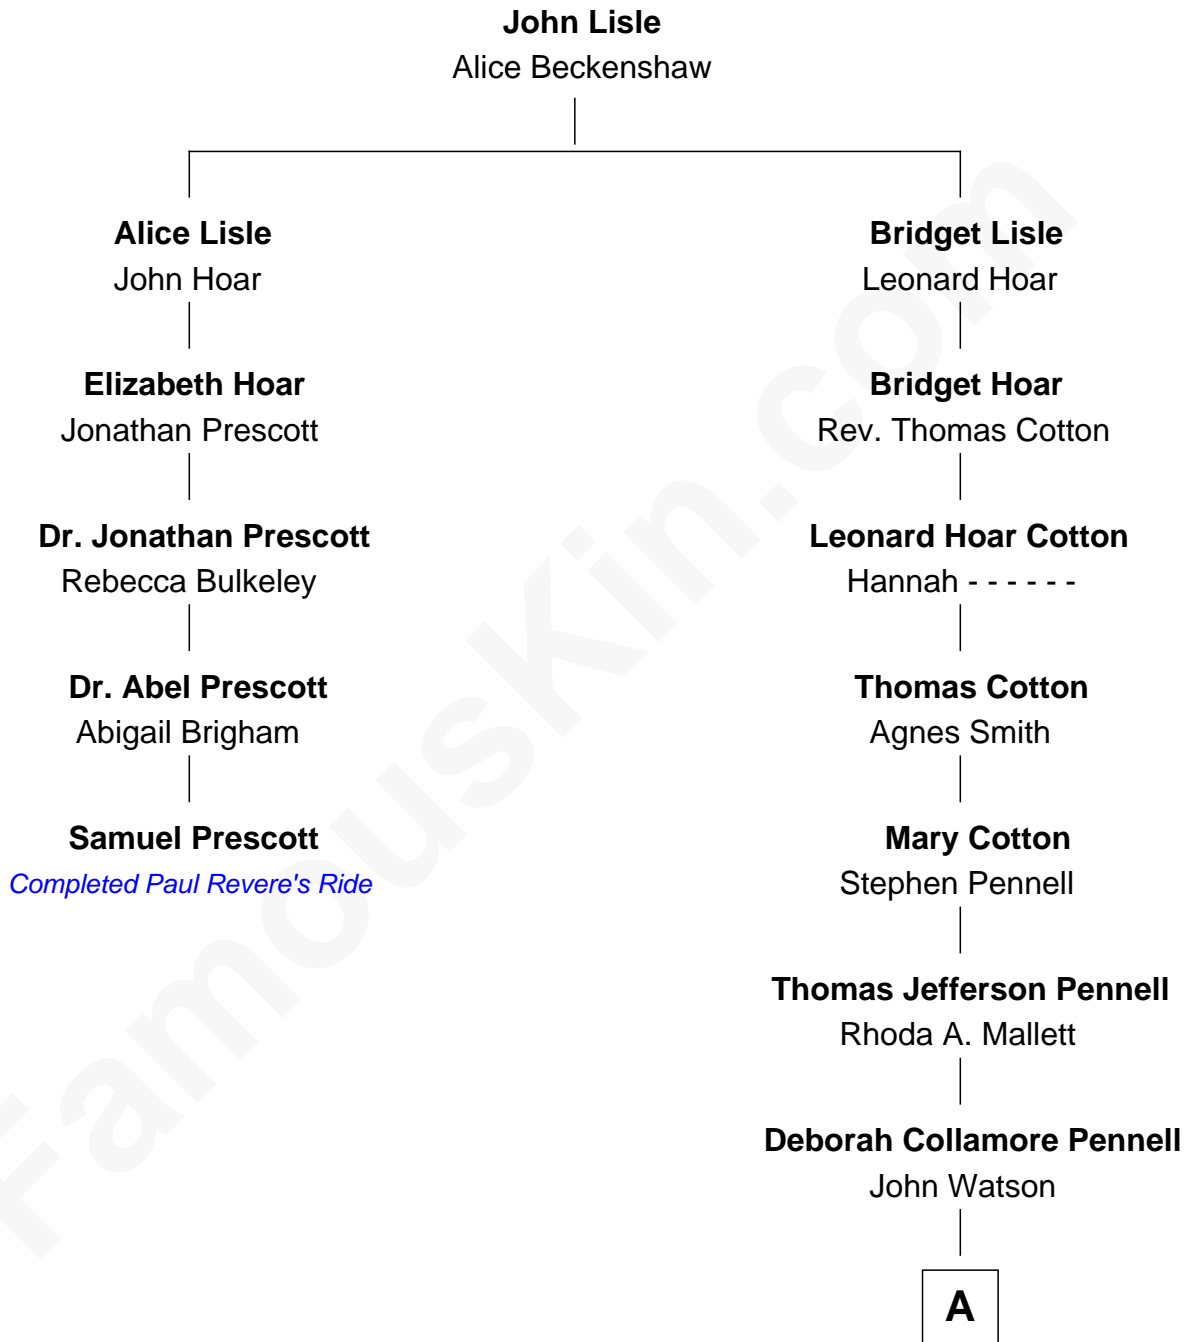 John Lisle
Alice Beckenshaw
Alice Lisle
John Hoar
Bridget Lisle
Leonard Hoar
Elizabeth Hoar
Jonathan Prescott
Bridget Hoar
Rev. Thomas Cotton
Dr. Jonathan Prescott
Rebecca Bulkeley
Leonard Hoar Cotton
Hannah - - - - - -
Dr. Abel Prescott
Abigail Brigham
Thomas Cotton
Agnes Smith
Samuel Prescott
Completed Paul Revere's Ride
Mary Cotton
Stephen Pennell
Thomas Jefferson Pennell
Rhoda A. Mallett
Deborah Collamore Pennell
John Watson
A
FamousKin.com